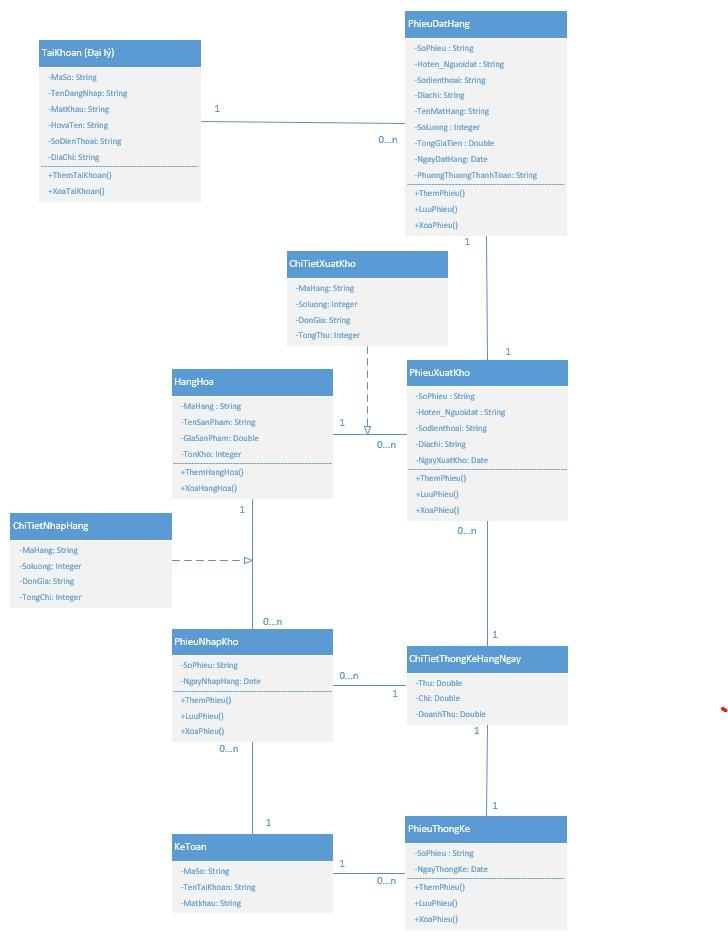 TaiKhoan (Đại lý)
-MaSo: String
-TenDangNhap: String
-MatKhau: String
-HovaTen: String
-SoDienThoai: String
-DiaChi: String
+ThemTaiKhoan()
+XoaTaiKhoan()
1
0...n
PhieuDatHang
-SoPhieu : String
-Hoten_Nguoidat : String
-Sodienthoai: String
-Diachi: String
-TenMatHang: String
-SoLuong : Integer
-TongGiaTien : Double
-NgayDatHang: Date
-PhuongThuongThanhToan: String
+ThemPhieu()
+LuuPhieu()
+XoaPhieu()
1
1
ChiTietXuatKho
-MaHang: String
-Soluong: Integer
-DonGia: String
-TongThu: Integer
HangHoa
-MaHang : String
-TenSanPham: String
-GiaSanPham: Double
-TonKho: Integer
+ThemHangHoa()
+XoaHangHoa()
1
0...n
PhieuXuatKho
-SoPhieu : String
-Hoten_Nguoidat : String
-Sodienthoai: String
-Diachi: String
-NgayXuatKho: Date
+ThemPhieu()
+LuuPhieu()
+XoaPhieu()
1
0...n
ChiTietNhapHang
-MaHang: String
-Soluong: Integer
-DonGia: String
-TongChi: Integer
0...n
1
PhieuNhapKho
-SoPhieu: String
-NgayNhapHang: Date
+ThemPhieu()
+LuuPhieu()
+XoaPhieu()
0...n
1
ChiTietThongKeHangNgay
-Thu: Double
-Chi: Double
-DoanhThu: Double
0...n
1
1
1
KeToan
-MaSo: String
-TenTaiKhoan: String
-Matkhau: String
1
0...n
PhieuThongKe
-SoPhieu : String
-NgayThongKe: Date
+ThemPhieu()
+LuuPhieu()
+XoaPhieu()